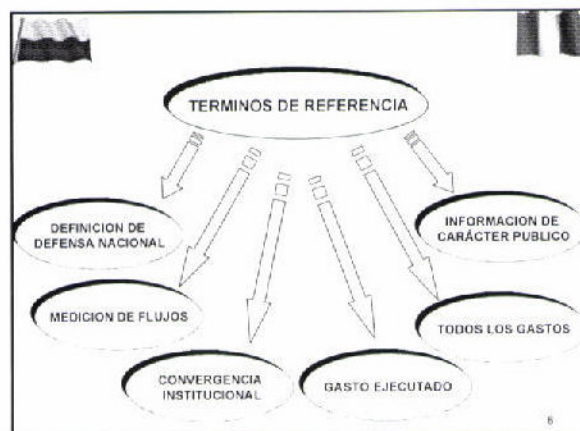 TERMINOS DE REFERENCIA
DEFINICION DE
DEFENSA NACIONAL
INFORMACION DE
CARÁCTER PUBLICO
MEDICION DE FLUJOS
TODOS LOS GASTOS
CONVERGENCIA
INSTITUCIONAL
GASTO EJECUTADO
6